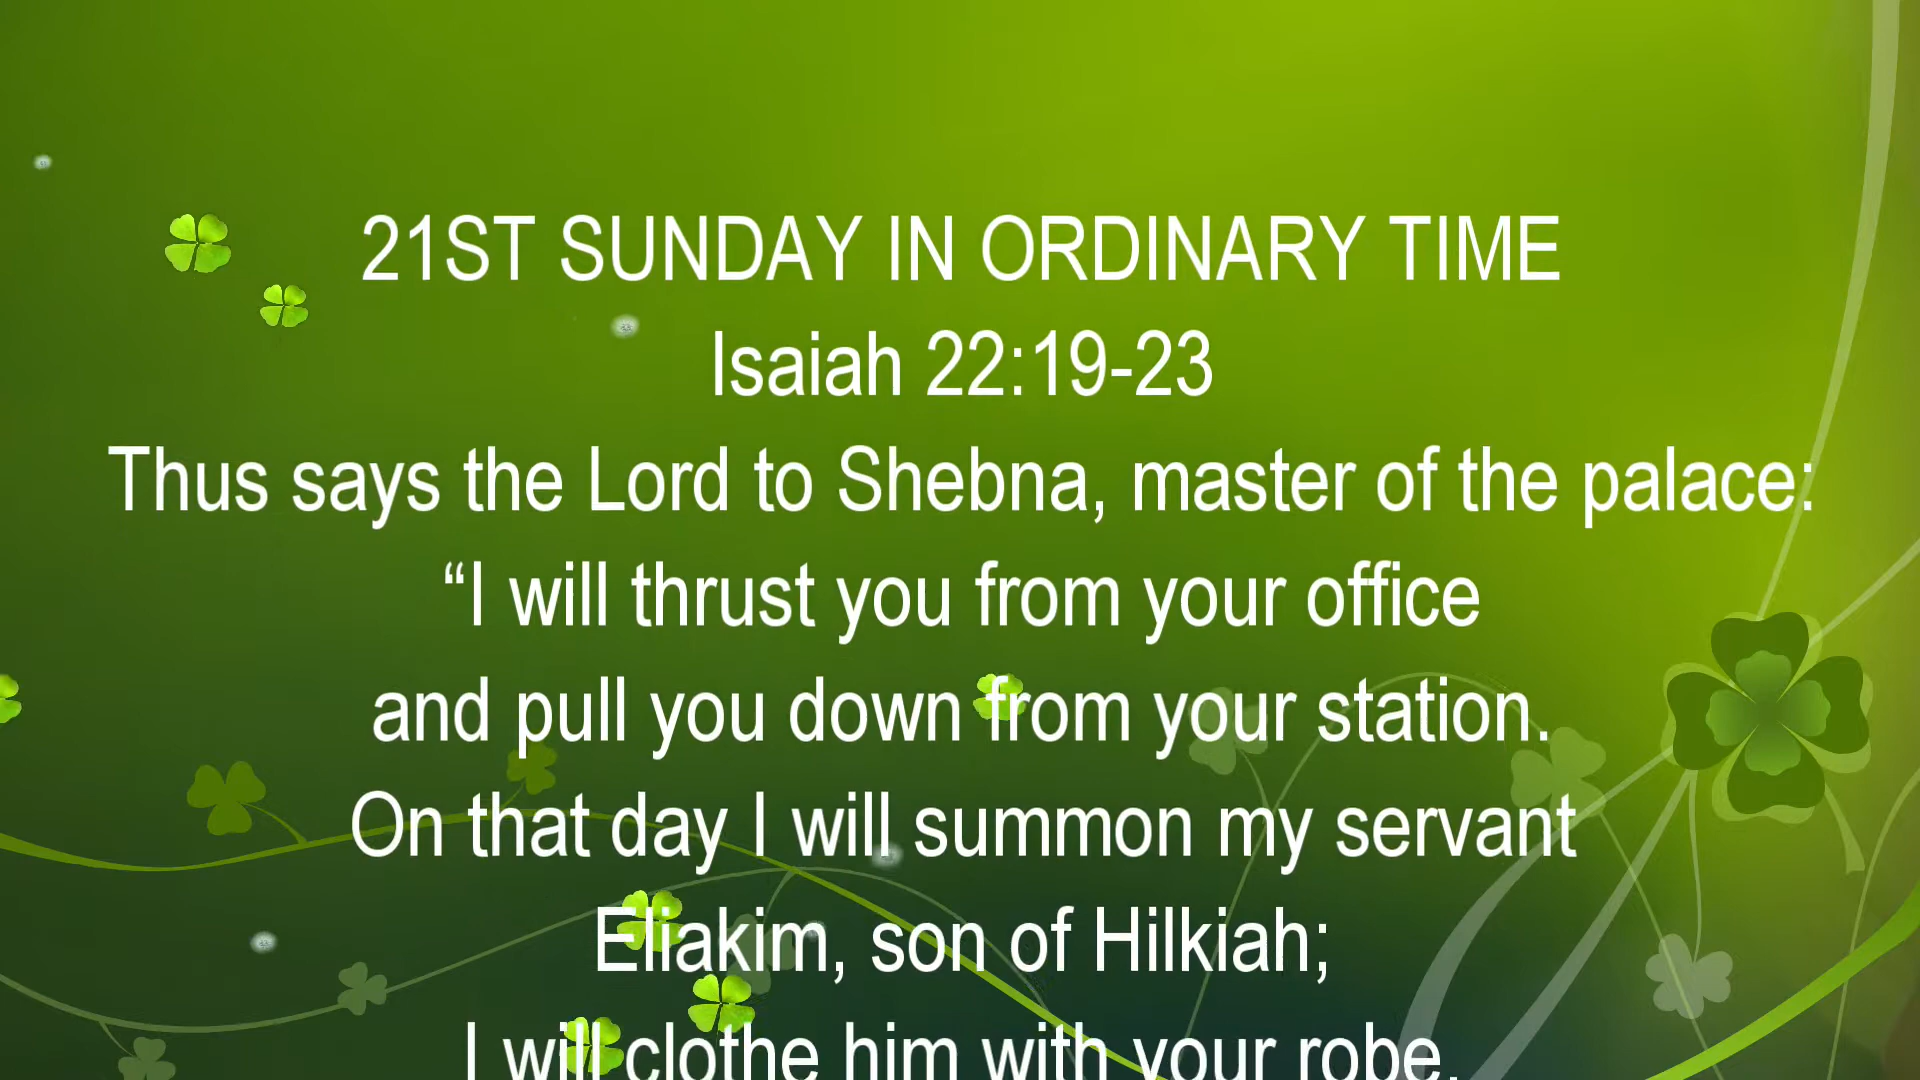 21ST SUNDAY IN ORDINARY TIME
Isaiah 22:19-23
Thus says the Lord to Shebna, master of the palace:
“I will thrust you from your office
and pull you down from your station.
On that day I will summon my servant
Eliakim, son of Hilkiah;
I will clothe him with your robe,